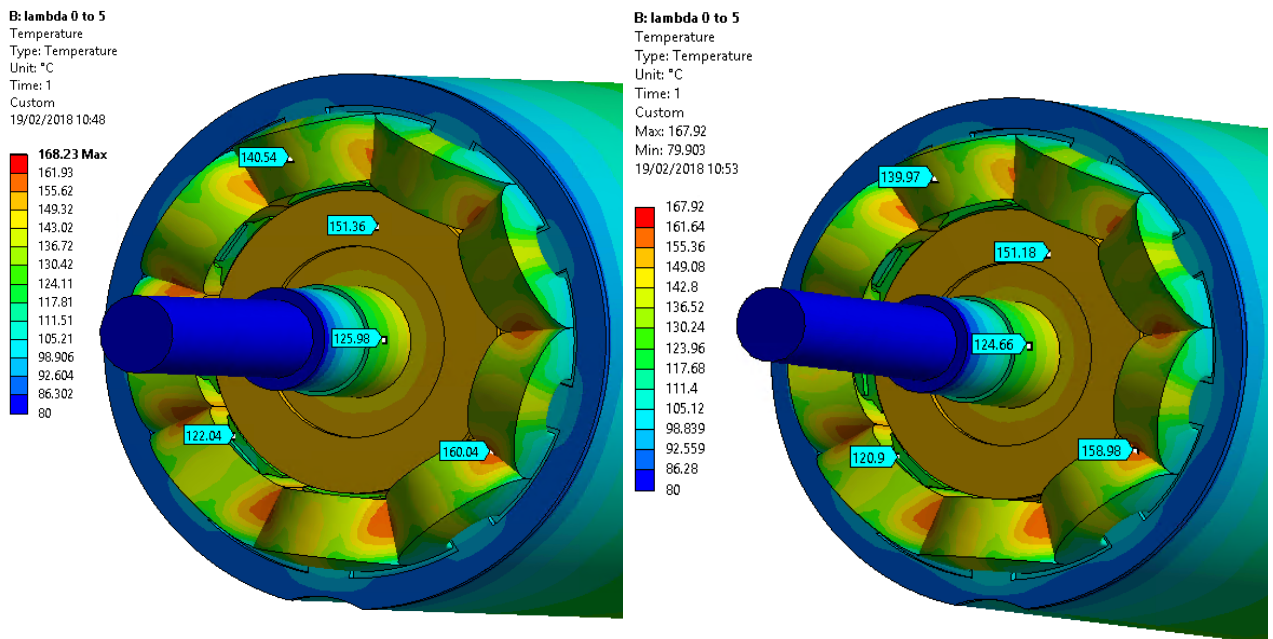 B: lambda 0 to 5
Temperature
Type: Temperature
Unit: °C
Time: 1
Custom
19/02/2018 10:48
168.23 Max
161.93
155.62
149.32
143.02
136.72
130.42
124.11
117.81
111.51
105.21
98.906
92.604
86.302
80
140.54
151.36
125.98
122.04
160.04
B: lambda 0 to 5
Temperature
Type: Temperature
Unit: °C
Time: 1
Custom
Max: 167.92
Min: 79.903
19/02/2018 10:53
167.92
161.64
155.36
149.08
142.8
136.52
130.24
123.96
117.68
111.4
105.12
98.839
92.559
86.28
80
139.97
151.18
124.66
120.9
158.98